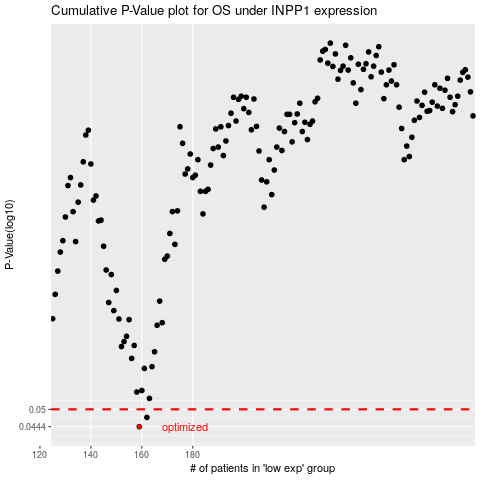 Cumulative P-Value plot for OS under INPP1 expression
P-Value(log10)
0.05
0.0444
optimized
120 140 160 180
# of patients in 'low exp' group